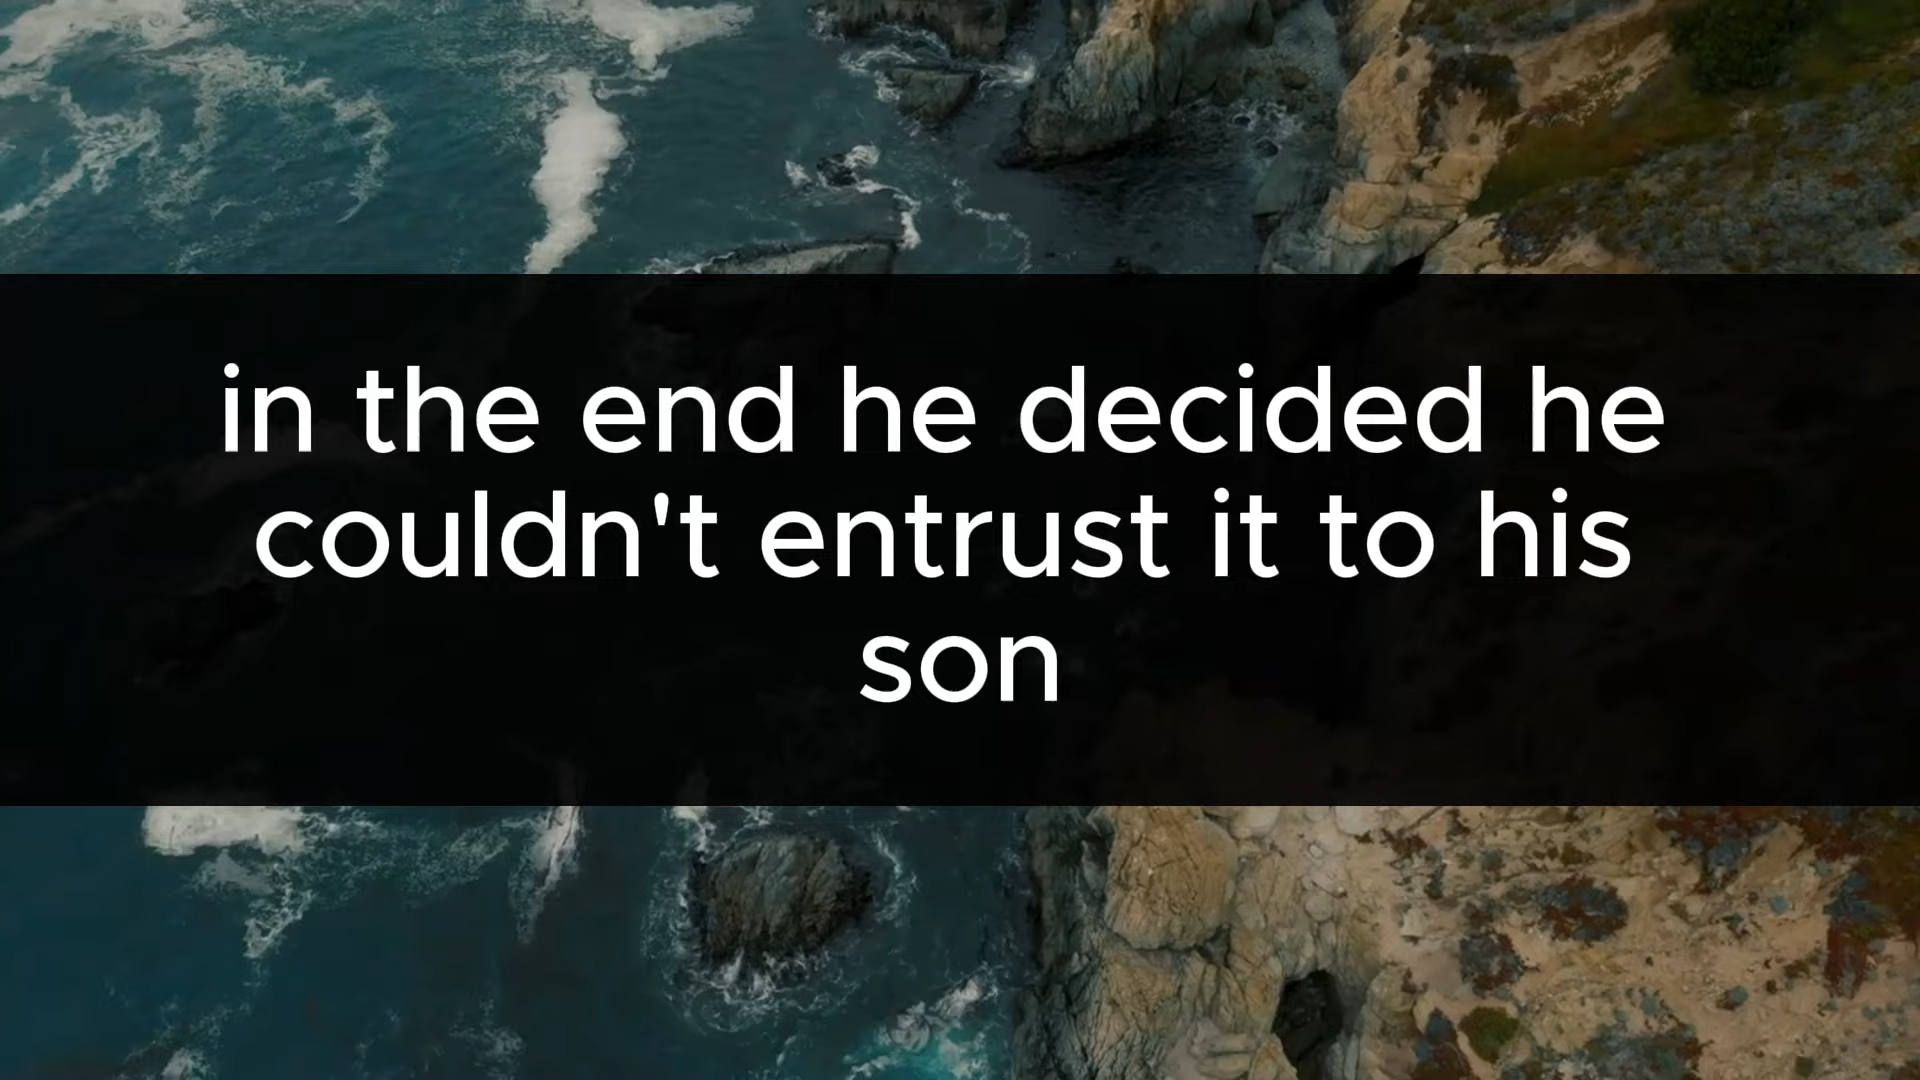 in the end he decided he
couldn't entrust it to his
son